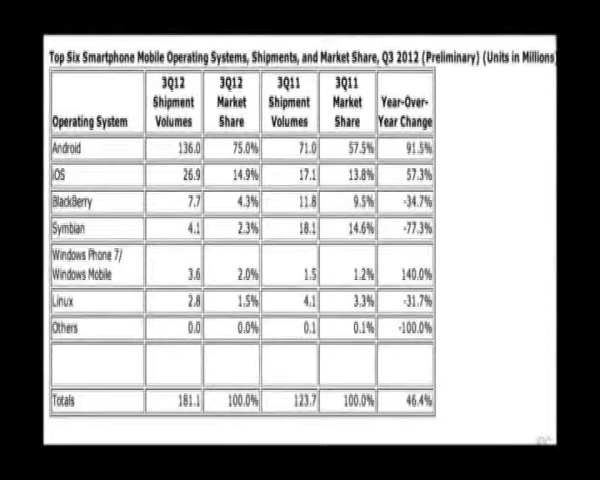 Top Six Smartphone Mobile Operating Systems, Shipments, and Market Share, Q3 2012 (Preliminary) (Units in Millions)
Operating System 3Q12 Shipment Volumes 3Q12 Market Share 3Q11 Shipment Volumes 3Q11 Market Share Year-Over-Year Change
Android 136.0 75.0% 71.0 57.5% 91.5%
iOS 26.9 14.9% 17.1 13.8% 57.3%
BlackBerry 7.7 4.3% 11.8 9.5% -34.7%
Symbian 4.1 2.3% 18.1 14.6% -77.3%
Windows Phone 7/
Windows Mobile 3.6 2.0% 1.5 1.2% 140.0%
Linux 2.8 1.5% 4.1 3.3% -31.7%
Others 0.0 0.0% 0.1 0.1% -100.0%
Totals 181.1 100.0% 123.7 100.0% 46.4%